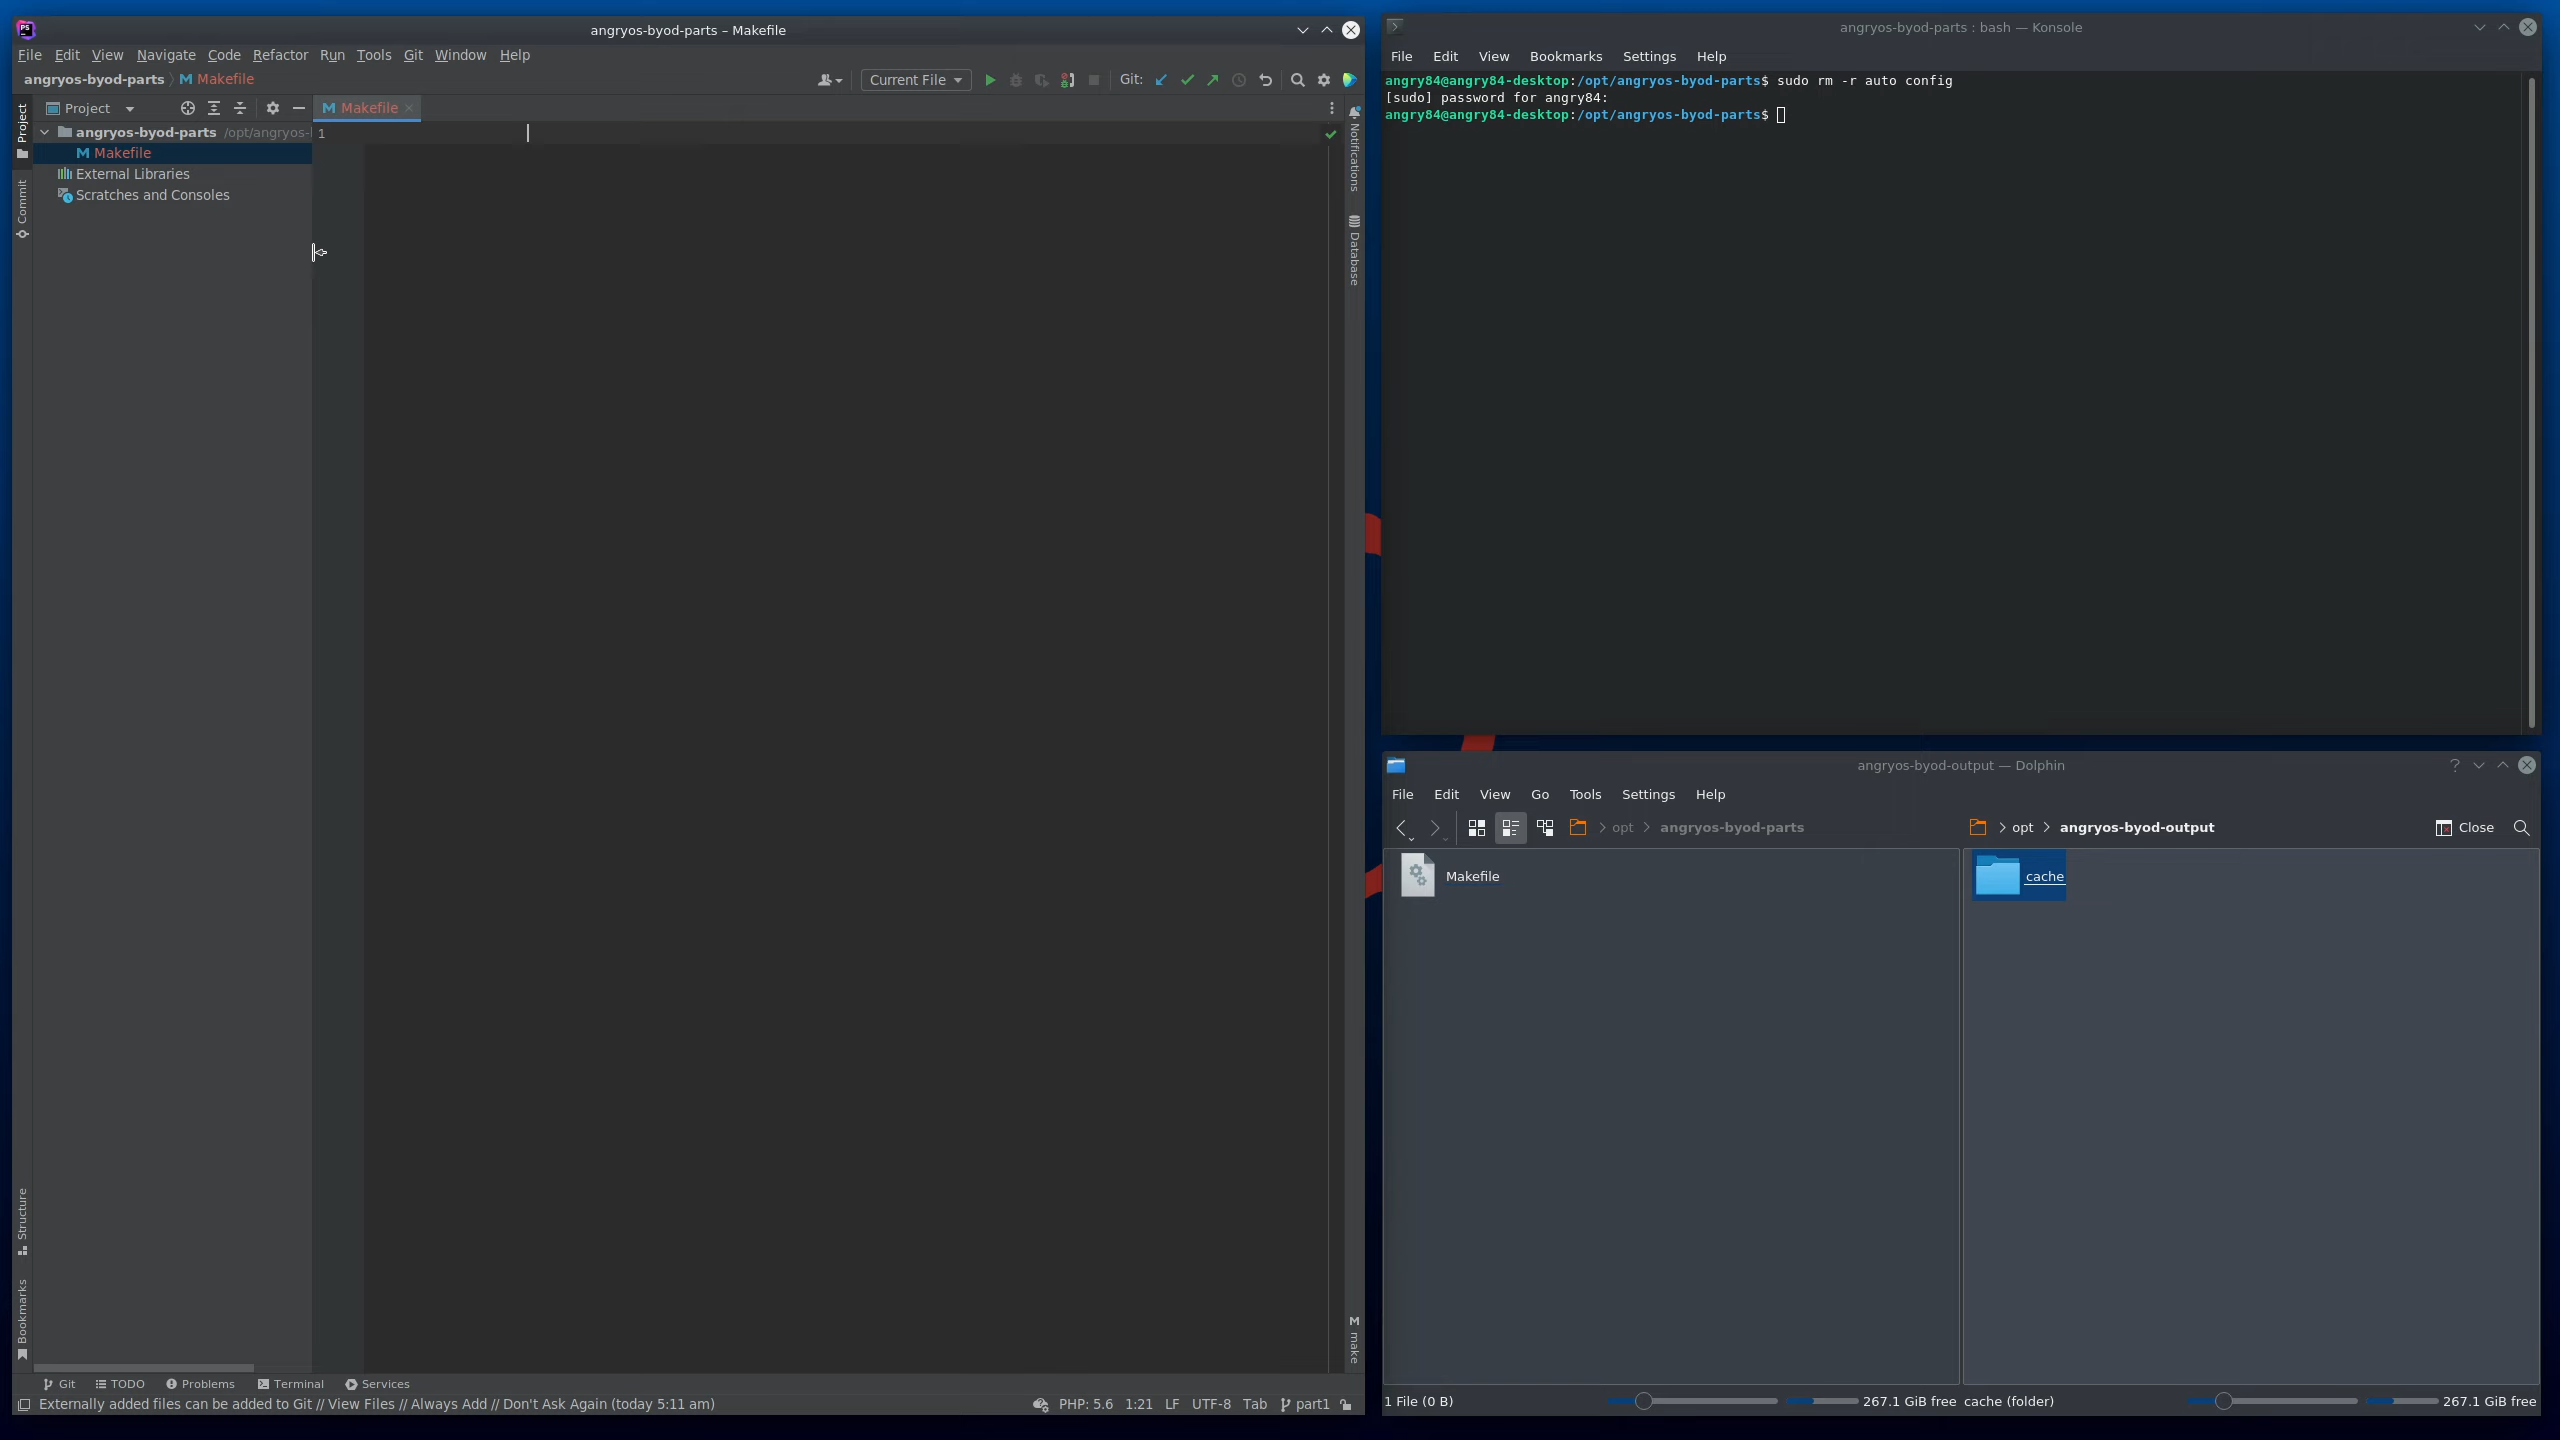 angryos-byod-parts – Makefile
File Edit View Navigate Code Refactor Run Tools Git Window Help
angryos-byod-parts Makefile
Current File
Git:
Project
Makefile
angryos-byod-parts /opt/angryos-
1
Makefile
External Libraries
Scratches and Consoles
Project
Commit
Structure
Bookmarks
Notifications
Database
make
Git TODO Problems Terminal Services
Externally added files can be added to Git // View Files // Always Add // Don't Ask Again (today 5:11 am)
PHP: 5.6 1:21 LF UTF-8 Tab part1
angryos-byod-parts : bash — Konsole
File Edit View Bookmarks Settings Help
angry84@angry84-desktop:/opt/angryos-byod-parts$ sudo rm -r auto config
[sudo] password for angry84:
angry84@angry84-desktop:/opt/angryos-byod-parts$
angryos-byod-output — Dolphin
File Edit View Go Tools Settings Help
> opt > angryos-byod-parts
> opt > angryos-byod-output
Close
Makefile
cache
1 File (0 B)
267.1 GiB free
cache (folder)
267.1 GiB free